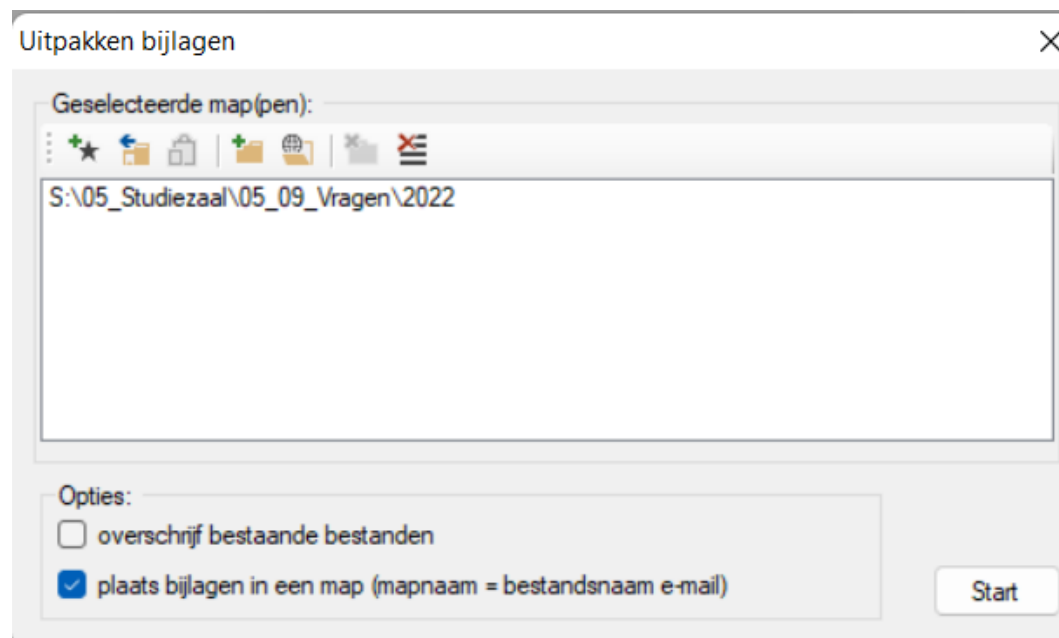 Uitpakken bijlagen
Geselecteerde map(pen):
S:\05_Studiezaal\05_09_Vragen\2022
Opties:
overschrijf bestaande bestanden
plaats bijlagen in een map (mapnaam = bestandsnaam e-mail)
Start